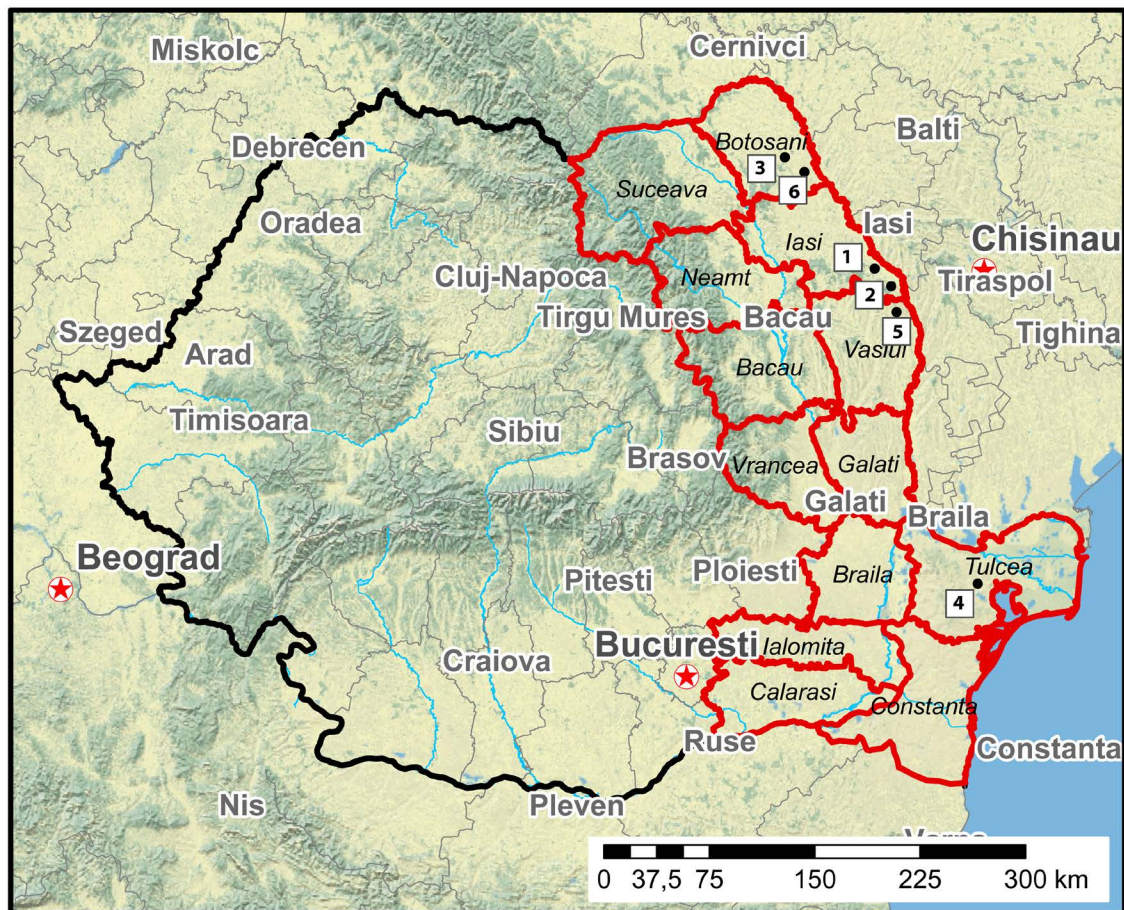 Miskolc
Cernivci
Balti
Debrecen
Botosani
3
6
Suceava
Oradea
Iasi
Iasi
Chisinau
1
Cluj-Napoca
Neamt
Tiraspol
2
Szeged
Tirgu Mures
Bacau
5
Tighina
Arad
Vaslui
Bacau
Timisoara
Sibiu
Brasov
Vrancea
Galati
Galati
Braila
Beograd
Pitesti
Ploiesti
Braila
Tulcea
4
Bucuresti
Ialomita
Craiova
Calarasi
Constanta
Ruse
Constanta
Nis
Pleven
0 37,5 75 150 225 300 km